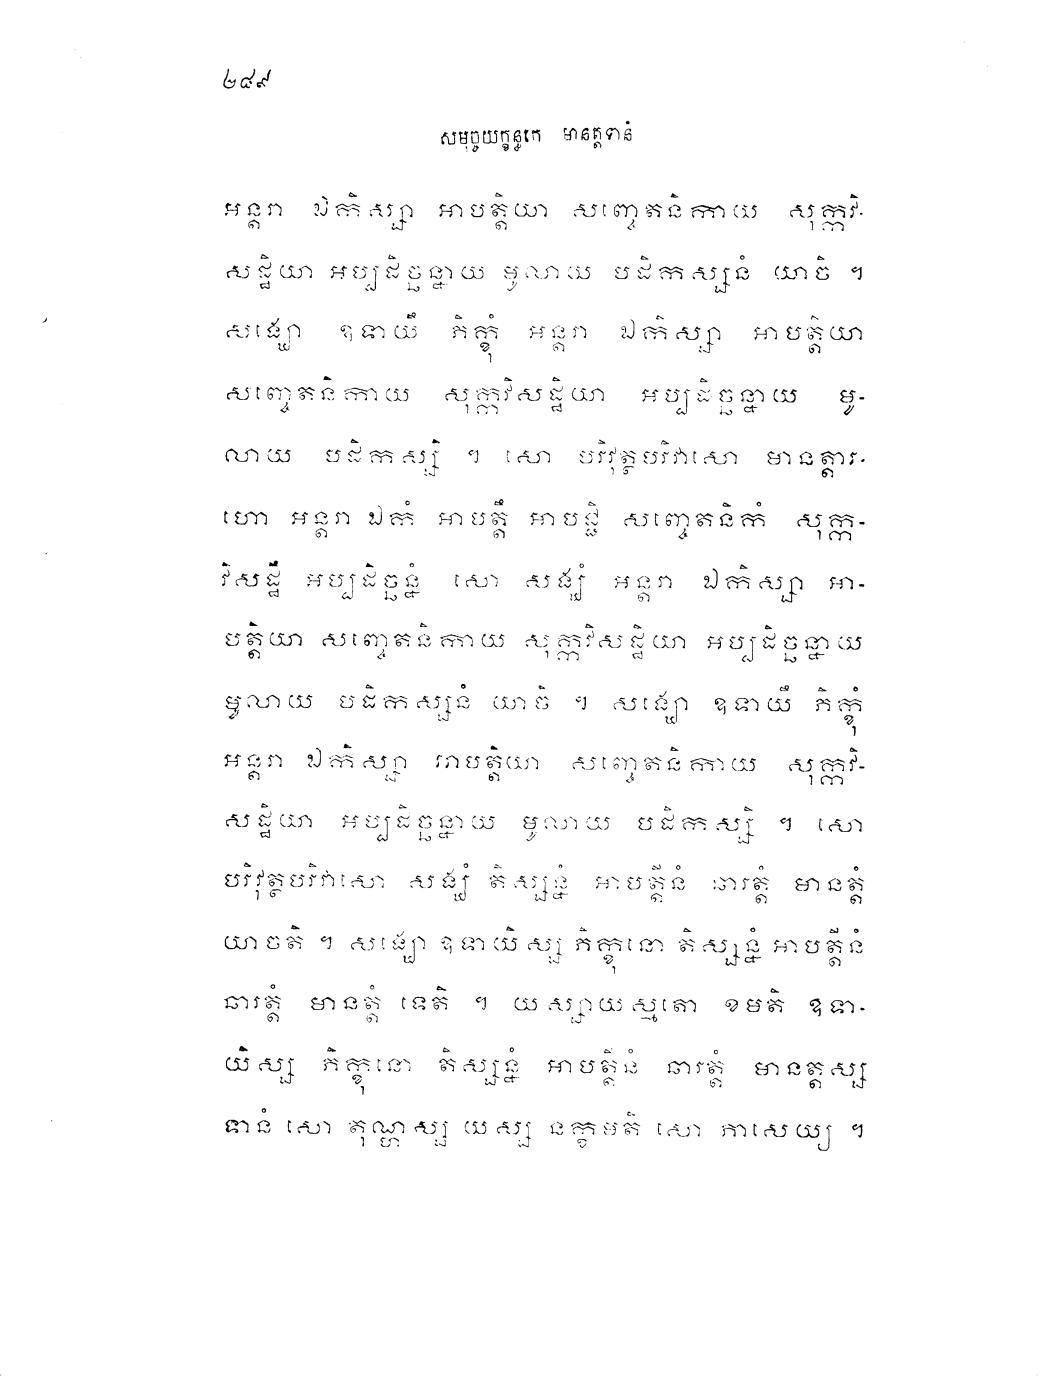 ២៨៩
សមុច្ចយក្ខន្ធកេ មានត្តទានំ
អន្តរា ឯកិស្សា អាបត្តិយា សញ្ចេតនិកាយ សុក្កវិ-
សដ្ឋិយា អប្បដិច្ឆន្នាយ មូលាយ បដិកស្សនំ យាចិ ។
សង្ឃោ ឧទាយឹ ភិក្ខុំ អន្តរា ឯកិស្សា អាបត្តិយា
សញ្ចេតនិកាយ សុក្កវិសដ្ឋិយា អប្បដិច្ឆន្នាយ មូ-
លាយ បដិកស្សិ ។ សោ បរិវុត្ថបរិវាសោ មានត្តារ-
ហោ អន្តរា ឯកំ អាបត្តឹ អាបជ្ជិ សញ្ចេតនិកំ សុក្ក-
វិសដ្ឋឹ អប្បដិច្ឆន្នំ សោ សង្ឃំ អន្តរា ឯកិស្សា អា-
បត្តិយា សញ្ចេតនិកាយ សុក្កវិសដ្ឋិយា អប្បដិច្ឆន្នាយ
មូលាយ បដិកស្សនំ យាចិ ។ សង្ឃោ ឧទាយឹ ភិក្ខុំ
អន្តរា ឯកិស្សា អាបត្តិយា សញ្ចេតនិកាយ សុក្កវិ-
សដ្ឋិយា អប្បដិច្ឆន្នាយ មូលាយ បដិកស្សិ ។ សោ
បរិវុត្ថបរិវាសោ សង្ឃំ តិស្សន្នំ អាបត្តីនំ ឆារត្តំ មានត្តំ
យាចតិ ។ សង្ឃោ ឧទាយិស្ស ភិក្ខុនោ តិស្សន្នំ អាបត្តីនំ
ឆារត្តំ មានត្តំ ទេតិ ។ យស្សាយស្មតោ ខមតិ ឧទា-
យិស្ស ភិក្ខុនោ តិស្សន្នំ អាបត្តីនំ ឆារត្តំ មានត្តស្ស
ទានំ សោ តុណ្ហស្ស យស្ស នក្ខមតិ សោ ភាសេយ្យ ។